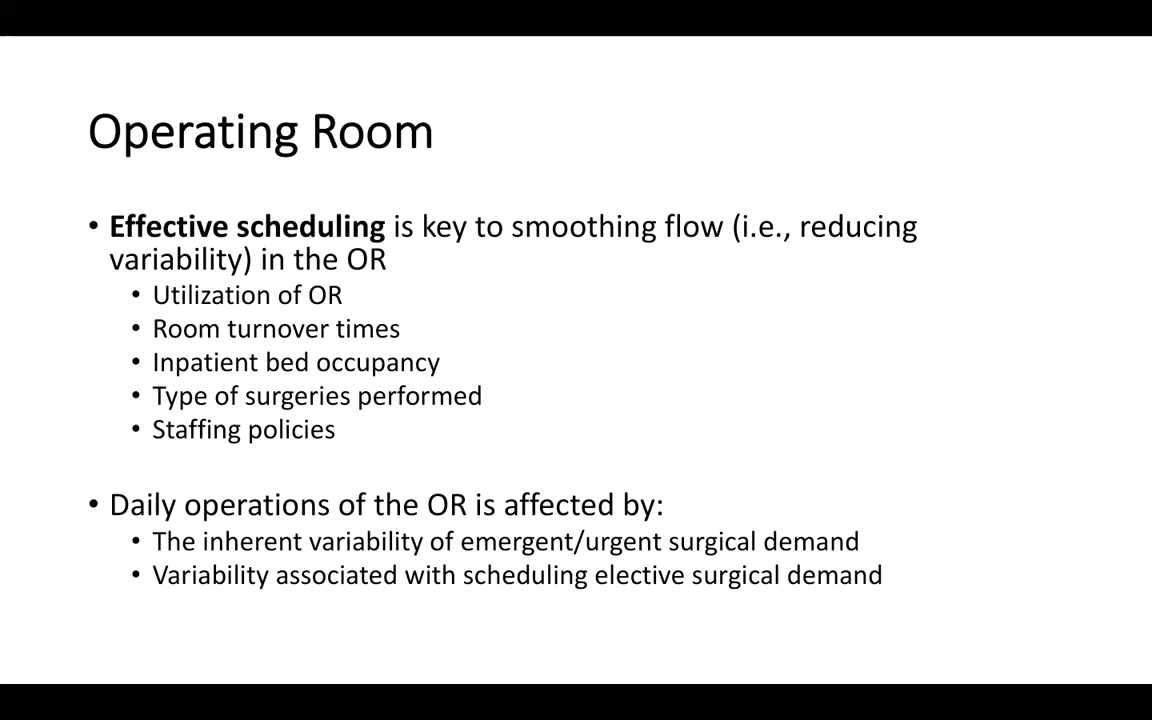 Operating Room
• Effective scheduling is key to smoothing flow (i.e., reducing
variability) in the OR
• Utilization of OR
• Room turnover times
• Inpatient bed occupancy
• Type of surgeries performed
• Staffing policies
• Daily operations of the OR is affected by:
• The inherent variability of emergent/urgent surgical demand
• Variability associated with scheduling elective surgical demand